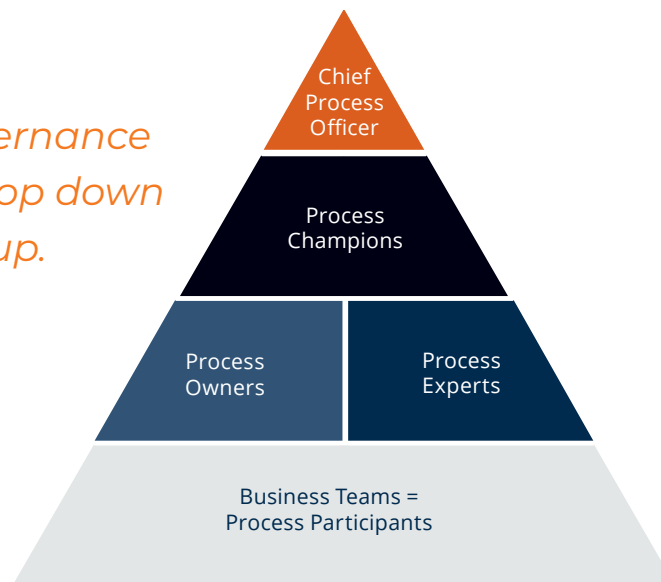 Chief
Process
Officer
ernance
op down
up.
Process
Champions
Process
Owners
Process
Experts
Business Teams =
Process Participants